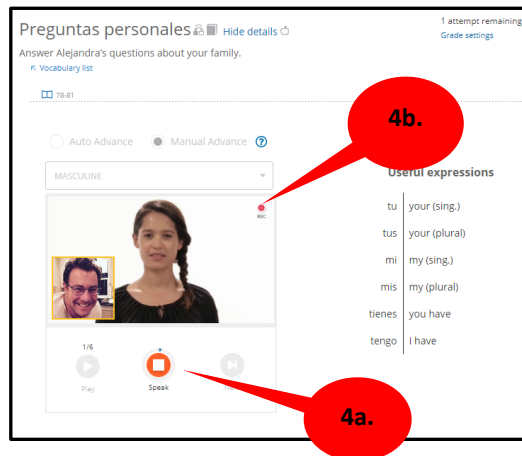 Preguntas personales Hide details
1 attempt remaining
Grade settings
Answer Alejandra's questions about your family.
Vocabulary list
78-81
4b.
Auto Advance Manual Advance ?
MASCULINE
REC
Useful expressions
tu your (sing.)
tus your (plural)
mi my (sing.)
mis my (plural)
tienes you have
tengo I have
1/6
Play
Speak
4a.